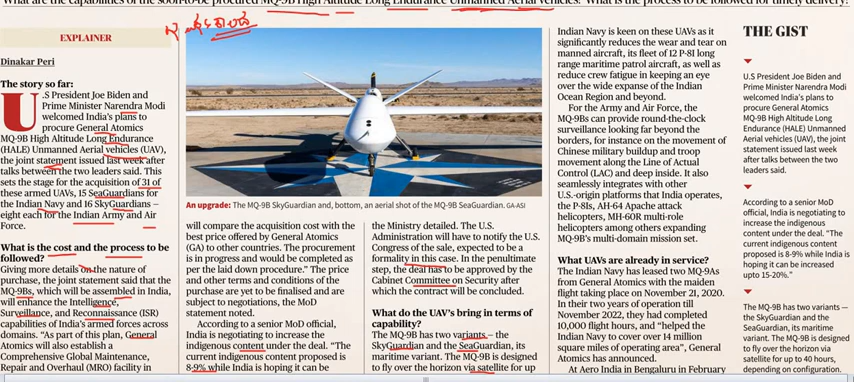 What are the capabilities of the soon-to-be procured MQ-9B High Altitude Long Endurance Unmanned Aerial Vehicles? What is the process to be followed for timely delivery?
EXPLAINER
Dinakar Peri
The story so far:
U.S President Joe Biden and
Prime Minister Narendra Modi
welcomed India's plans to
procure General Atomics
MQ-9B High Altitude Long Endurance
(HALE) Unmanned Aerial vehicles (UAV),
the joint statement issued last week after
talks between the two leaders said. This
sets the stage for the acquisition of 31 of
these armed UAVs, 15 SeaGuardians for
the Indian Navy and 16 SkyGuardians –
eight each for the Indian Army and Air
Force.
What is the cost and the process to be
followed?
Giving more details on the nature of
purchase, the joint statement said that the
MQ-9Bs, which will be assembled in India,
will enhance the Intelligence,
Surveillance, and Reconnaissance (ISR)
capabilities of India's armed forces across
domains. "As part of this plan, General
Atomics will also establish a
Comprehensive Global Maintenance,
Repair and Overhaul (MRO) facility in
An upgrade: The MQ-9B SkyGuardian and, bottom, an aerial shot of the MQ-9B SeaGuardian. GA-ASI
will compare the acquisition cost with the
best price offered by General Atomics
(GA) to other countries. The procurement
is in progress and would be completed as
per the laid down procedure." The price
and other terms and conditions of the
purchase are yet to be finalised and are
subject to negotiations, the MoD
statement noted.
According to a senior MoD official,
India is negotiating to increase the
indigenous content under the deal. "The
current indigenous content proposed is
8-9% while India is hoping it can be
the Ministry detailed. The U.S.
Administration will have to notify the U.S.
Congress of the sale, expected to be a
formality in this case. In the penultimate
step, the deal has to be approved by the
Cabinet Committee on Security after
which the contract will be concluded.
What do the UAV's bring in terms of
capability?
The MQ-9B has two variants – the
SkyGuardian and the SeaGuardian, its
maritime variant. The MQ-9B is designed
to fly over the horizon via satellite for up
Indian Navy is keen on these UAVs as it
significantly reduces the wear and tear on
manned aircraft, its fleet of 12 P-8I long
range maritime patrol aircraft, as well as
reduce crew fatigue in keeping an eye
over the wide expanse of the Indian
Ocean Region and beyond.
For the Army and Air Force, the
MQ-9Bs can provide round-the-clock
surveillance looking far beyond the
borders, for instance on the movement of
Chinese military buildup and troop
movement along the Line of Actual
Control (LAC) and deep inside. It also
seamlessly integrates with other
U.S.-origin platforms that India operates,
the P-8Is, AH-64 Apache attack
helicopters, MH-60R multi-role
helicopters among others expanding
MQ-9B's multi-domain mission set.
What UAVs are already in service?
The Indian Navy has leased two MQ-9As
from General Atomics with the maiden
flight taking place on November 21, 2020.
In their two years of operation till
November 2022, they had completed
10,000 flight hours, and "helped the
Indian Navy to cover over 14 million
square miles of operating area", General
Atomics has announced.
At Aero India in Bengaluru in February
THE GIST
U.S President Joe Biden and
Prime Minister Narendra Modi
welcomed India's plans to
procure General Atomics
MQ-9B High Altitude Long
Endurance (HALE) Unmanned
Aerial vehicles (UAV), the joint
statement issued last week
after talks between the two
leaders said.
According to a senior MoD
official, India is negotiating to
increase the indigenous
content under the deal. "The
current indigenous content
proposed is 8-9% while India is
hoping it can be increased
upto 15-20%."
The MQ-9B has two variants —
the SkyGuardian and the
SeaGuardian, its maritime
variant. The MQ-9B is designed
to fly over the horizon via
satellite for up to 40 hours,
depending on configuration.